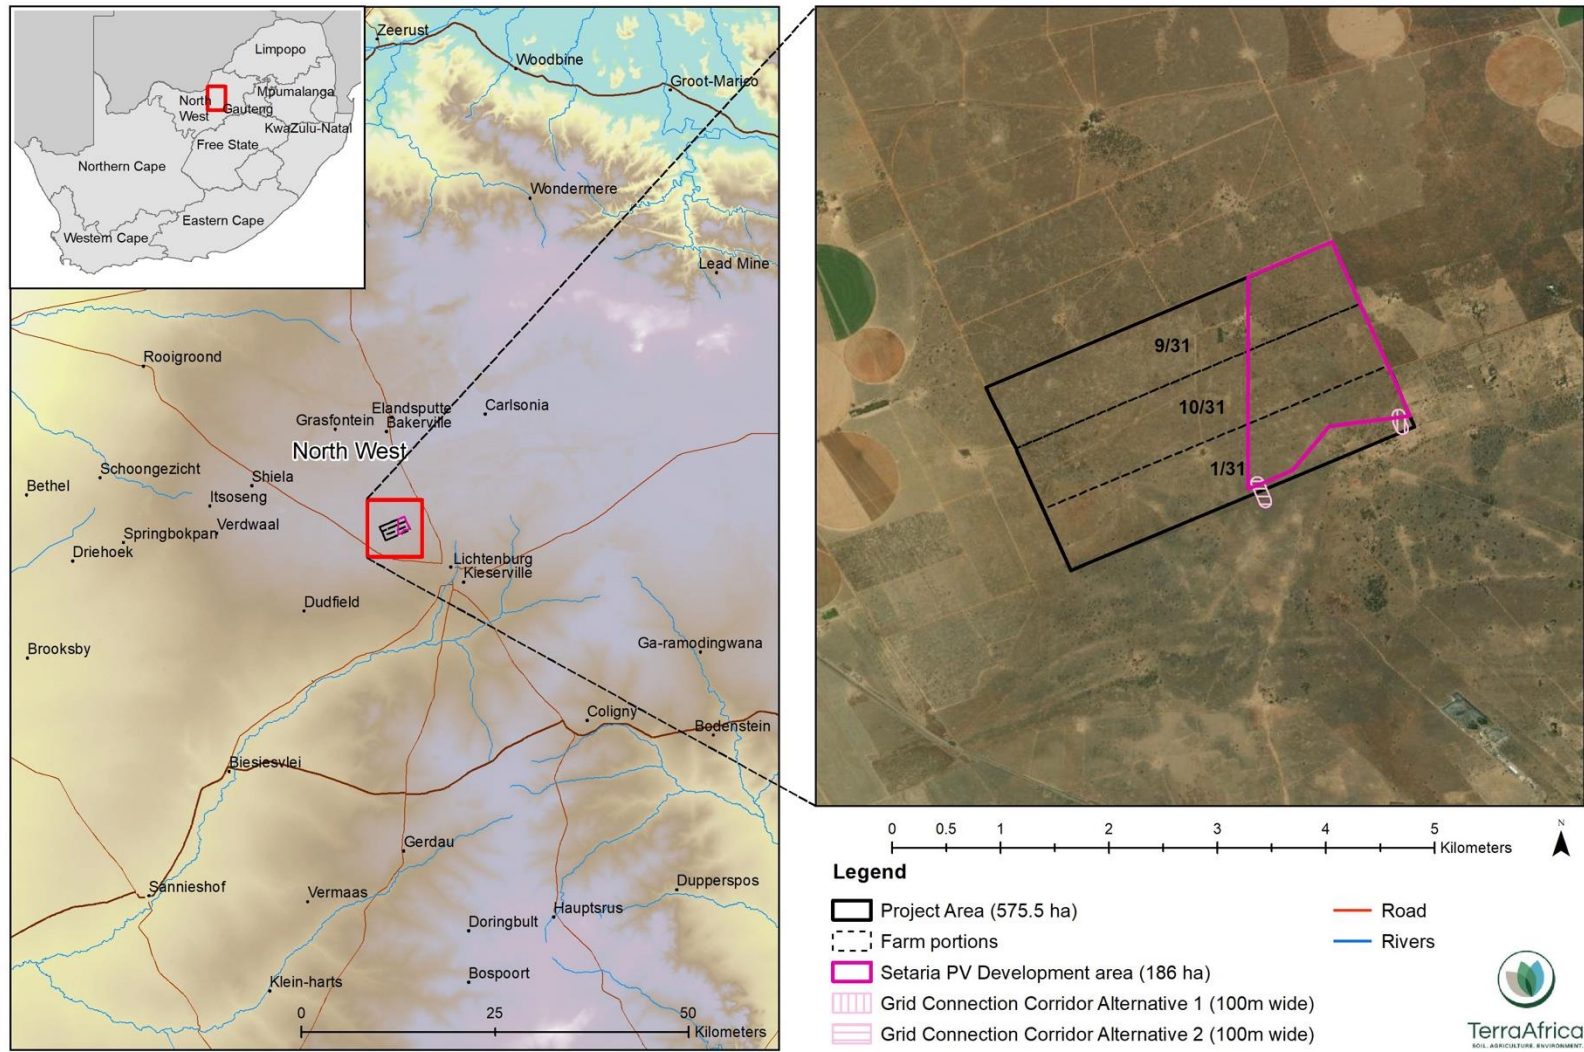 Limpopo
Mpumalanga
North
West
Gauteng
KwaZulu-Natal
Free State
Northern Cape
Eastern Cape
Western Cape
Zeerust
Woodbine
Groot-Marico
Wondermere
Lead Mine
Rooigroond
Elandsputte
Carlsonia
Grasfontein
Bakerville
North West
Schoongezicht
Shiela
Bethel
Itsoseng
Verdwaal
Springbokpan
Driehoek
Lichtenburg
Kieserville
Dudfield
Ga-ramodingwana
Brooksby
Coligny
Bodenstein
Biesiesvlei
Gerdau
Sannieshof
Vermaas
Dupperspos
Hauptsrus
Doringbult
Bospoort
Klein-harts
0 25 50
Kilometers
9/31
10/31
1/31
0 0.5 1 2 3 4 5
Kilometers
N
Legend
Project Area (575.5 ha)
Farm portions
Setaria PV Development area (186 ha)
Grid Connection Corridor Alternative 1 (100m wide)
Grid Connection Corridor Alternative 2 (100m wide)
Road
Rivers
TerraAfrica
SOIL. AGRICULTURE. ENVIRONMENT.